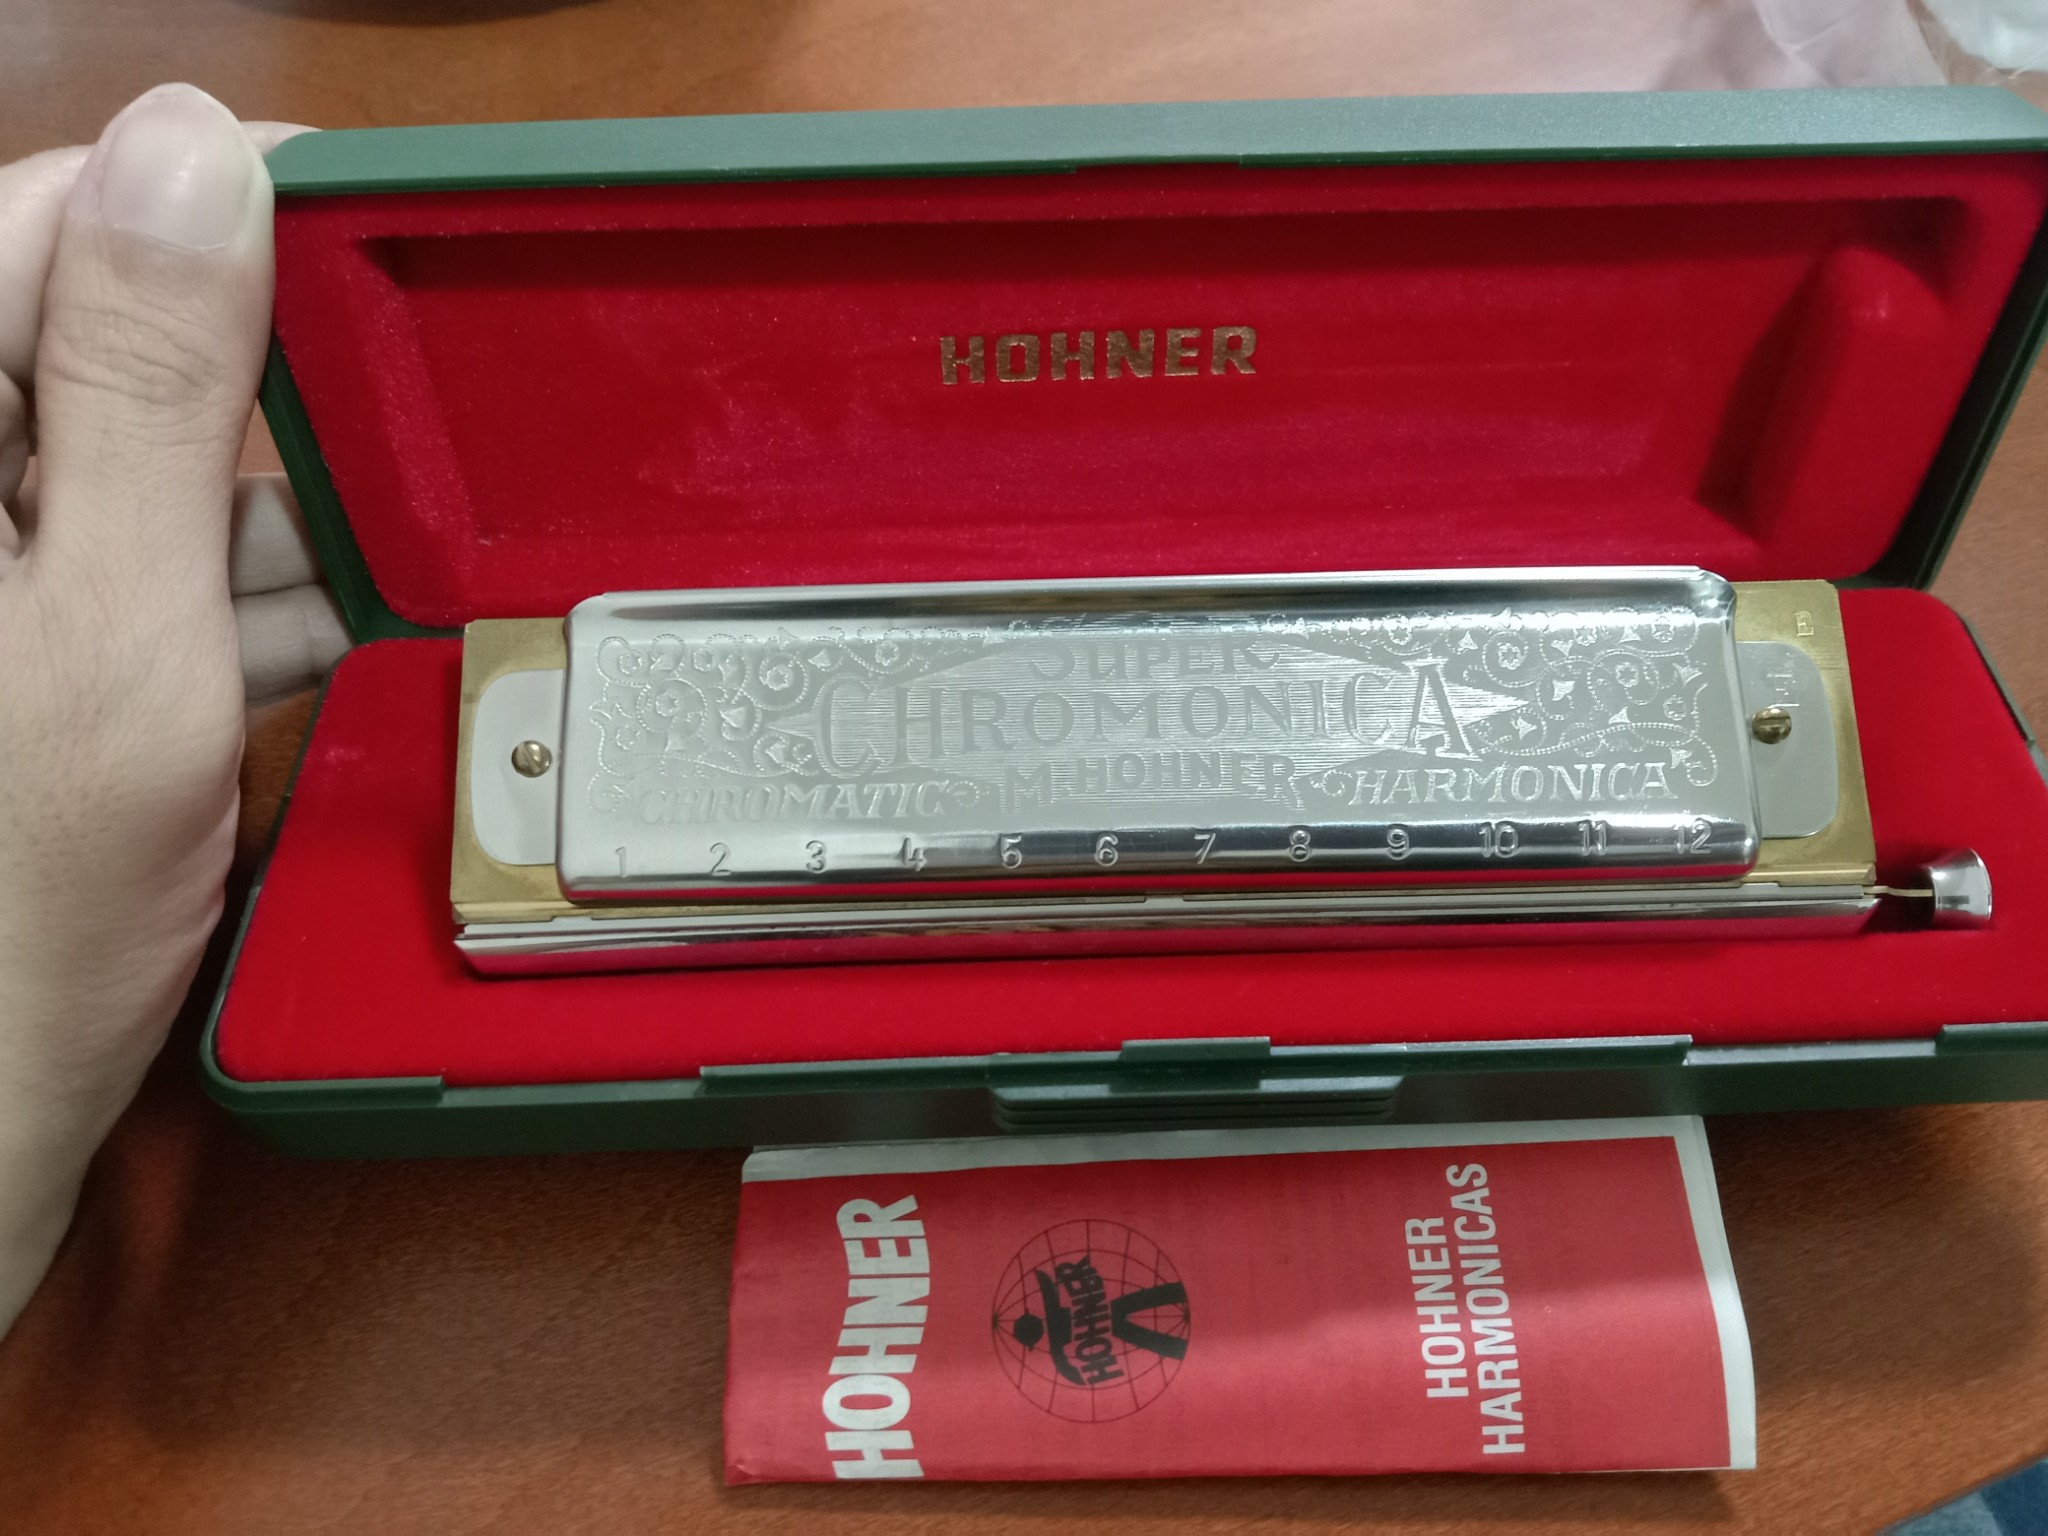 HOHNER
E
SUPER
CHROMONICA
CHROMATIC M. HOHNER HARMONICA
1 2 3 4 5 6 7 8 9 10 11 12
HOHNER
HOHNER
HOHNER
HARMONICAS